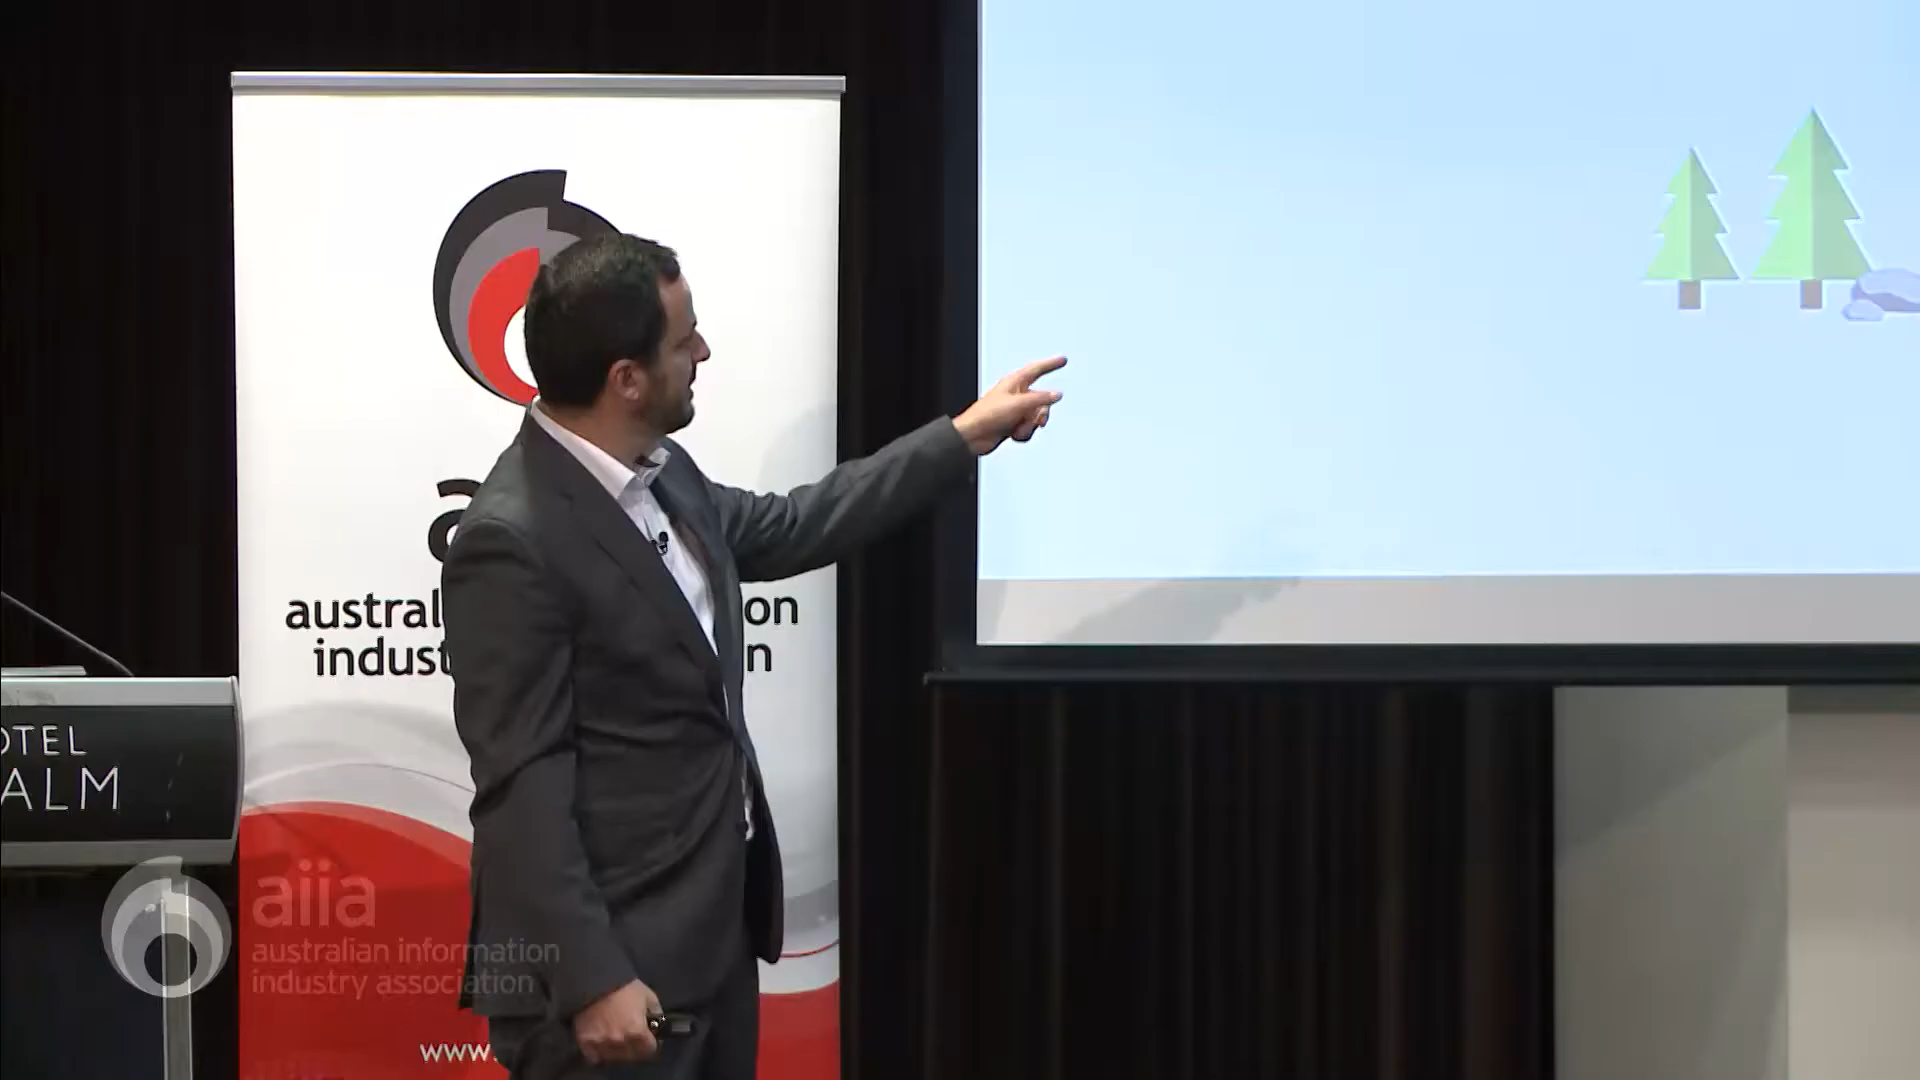 a
austral on
indust n
OTEL
ALM
aiia
australian information
industry association
www.